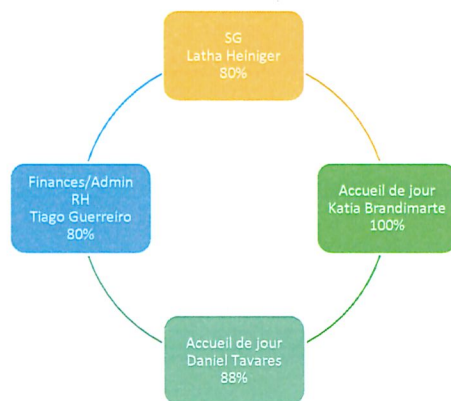 SG
Latha Heiniger
80%
Finances/Admin
RH
Tiago Guerreiro
80%
Accueil de jour
Katia Brandimarte
100%
Accueil de jour
Daniel Tavares
88%